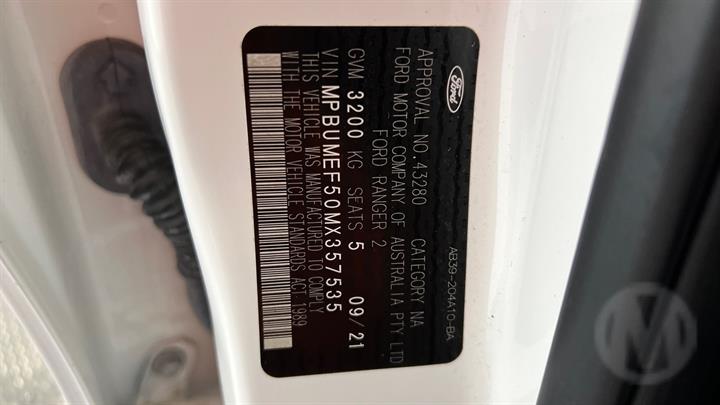 Ford
APPROVAL NO. 43280 CATEGORY NA
FORD MOTOR COMPANY OF AUSTRALIA PTY LTD
FORD RANGER 2
GVM 3200 KG SEATS 5 09/21
VIN MPBUMEF50MX357535
THIS VEHICLE WAS MANUFACTURED TO COMPLY
WITH THE MOTOR VEHICLE STANDARDS ACT 1989
AB39-204A10-BA
M